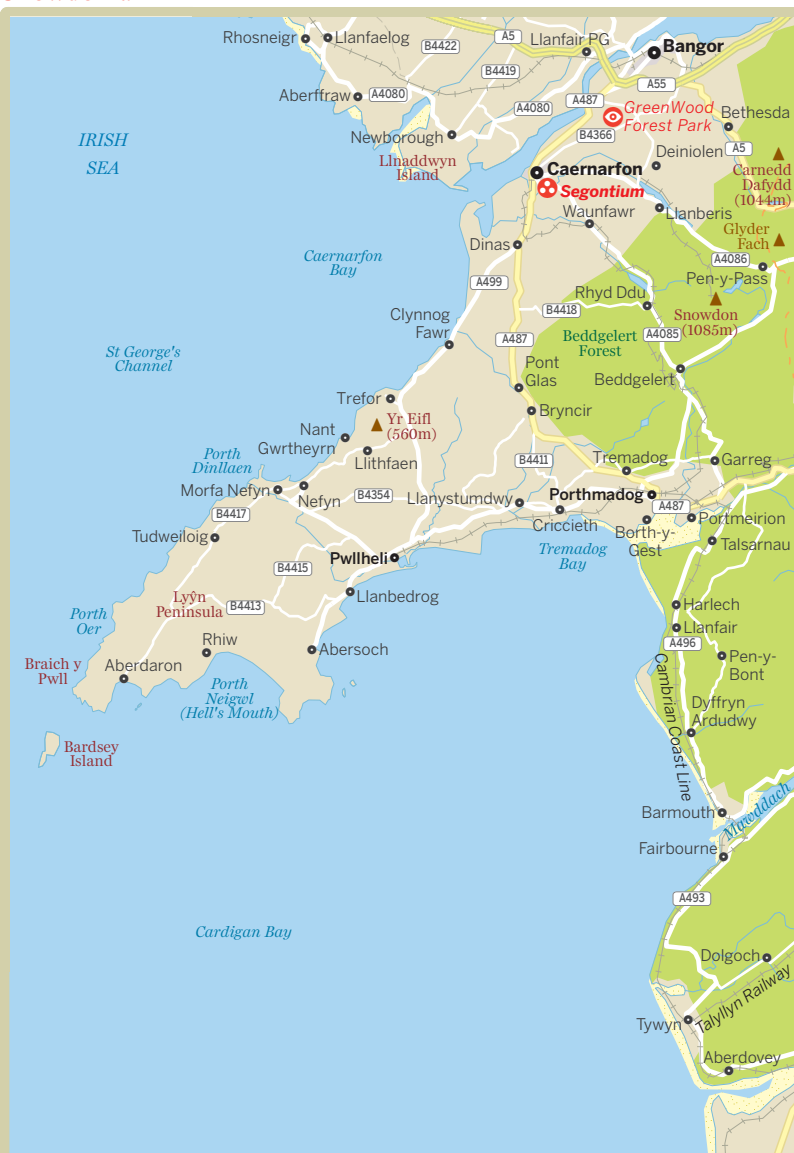 Rhosneigr
Llanfaelog
B4422
A5
Llanfair PG
Bangor
B4419
A55
Aberffraw
A4080
A4080
A487
GreenWood
Forest Park
Bethesda
Newborough
B4366
A5
Llnaddwyn
Island
Deiniolen
IRISH
SEA
Caernarfon
Segontium
Carnedd
Dafydd
(1044m)
Waunfawr
Llanberis
Glyder
Fach
Dinas
Caernarfon
Bay
A4086
Pen-y-Pass
A499
Rhyd Ddu
Snowdon
(1085m)
B4418
Clynnog
Fawr
A487
Beddgelert
Forest
A4085
St George's
Channel
Pont
Glas
Beddgelert
Trefor
Bryncir
Yr Eifl
(560m)
Nant
Gwrtheyrn
Llithfaen
Porth
Dinllaen
B4411
Tremadog
Garreg
Morfa Nefyn
Nefyn
B4354
Llanystumdwy
Porthmadog
B4417
Criccieth
A487
Portmeirion
Borth-y-
Gest
Tudweiloig
Talsarnau
Pwllheli
Tremadog
Bay
B4415
Lyŷn
Peninsula
B4413
Llanbedrog
Harlech
Porth
Oer
Llanfair
Rhiw
Abersoch
A496
Braich y
Pwll
Aberdaron
Pen-y-
Bont
Porth
Neigwl
(Hell's Mouth)
Cambrian Coast Line
Dyffryn
Ardudwy
Bardsey
Island
Barmouth
Mawddach
Fairbourne
A493
Cardigan Bay
Dolgoch
Talyllyn Railway
Tywyn
Aberdovey